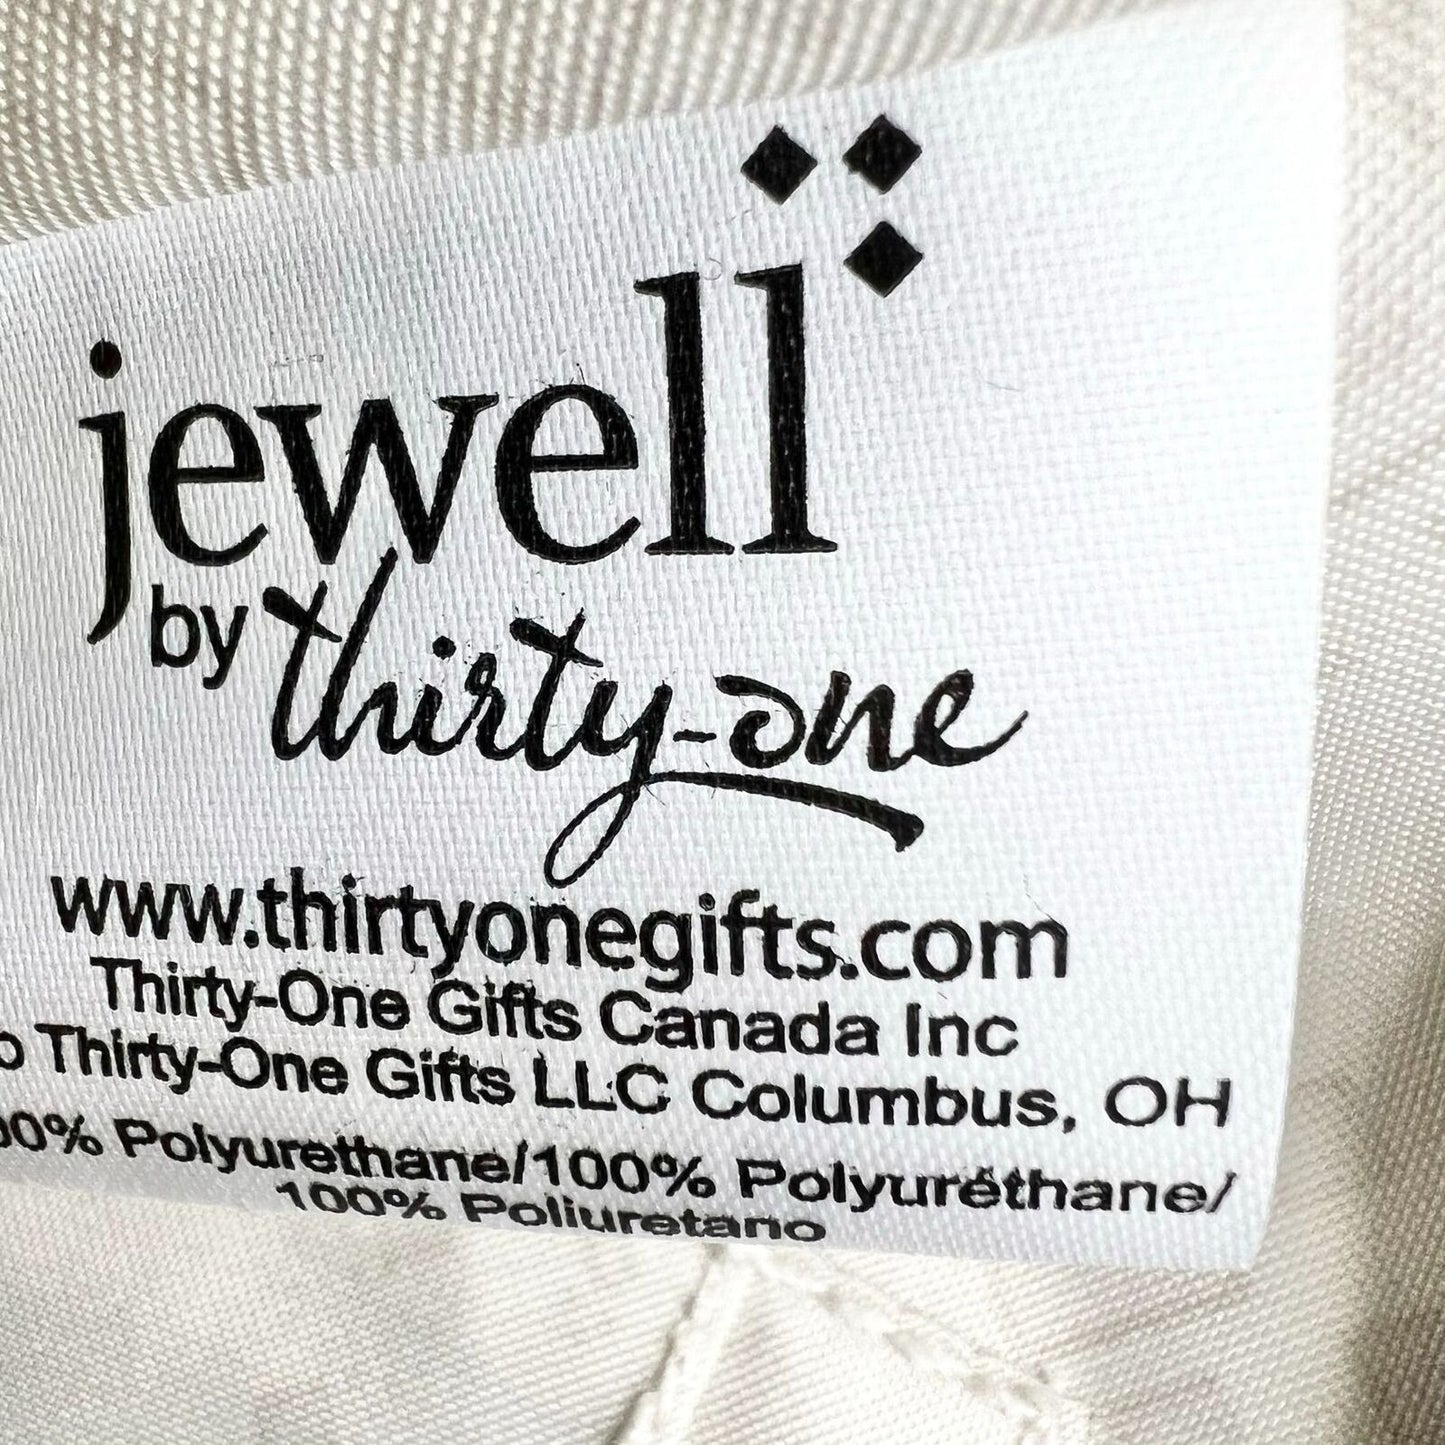 jewell
by thirty-one
www.thirtyonegifts.com
Thirty-One Gifts Canada Inc
Thirty-One Gifts LLC Columbus, OH
Polyurethane/100% Polyuréthane/
100% Poliuretano